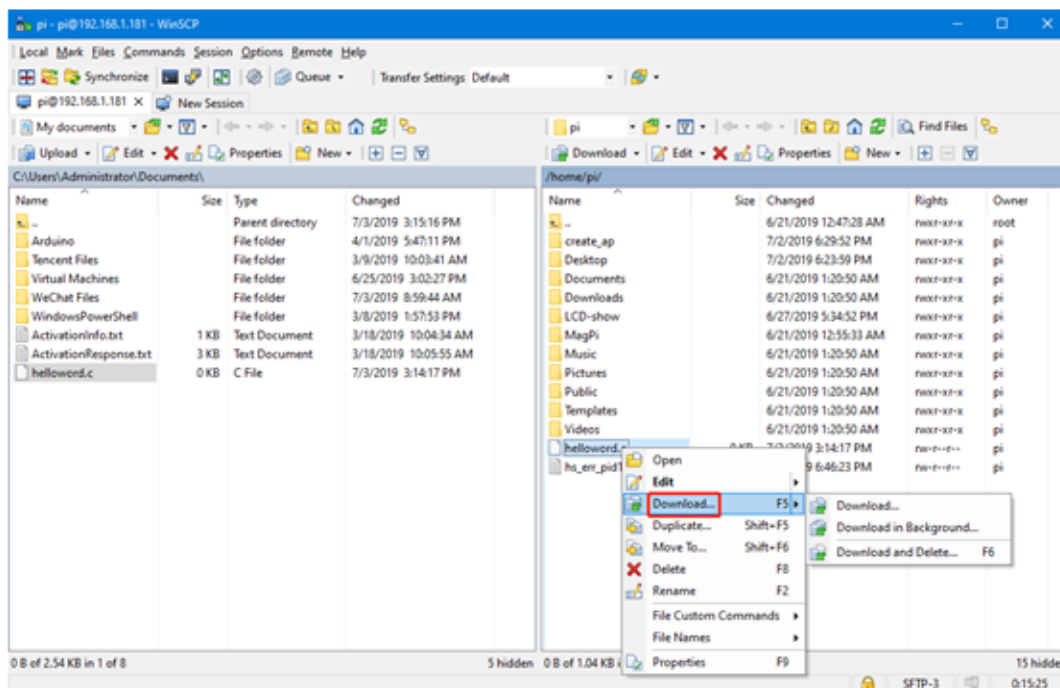 pi - pi@192.168.1.181 - WinSCP
Local Mark Files Commands Session Options Remote Help
Synchronize Queue Transfer Settings Default
pi@192.168.1.181 New Session
My documents
Upload Edit Properties New
C:\Users\Administrator\Documents\
Name Size Type Changed
.. Parent directory 7/3/2019 3:15:16 PM
Arduino File folder 4/1/2019 5:47:11 PM
Tencent Files File folder 3/9/2019 10:03:41 AM
Virtual Machines File folder 6/25/2019 3:02:27 PM
WeChat Files File folder 7/3/2019 8:59:44 AM
WindowsPowerShell File folder 3/8/2019 1:57:53 PM
ActivationInfo.txt 1 KB Text Document 3/18/2019 10:04:34 AM
ActivationResponse.txt 3 KB Text Document 3/18/2019 10:05:55 AM
helloword.c 0 KB C File 7/3/2019 3:14:17 PM
0 B of 2.54 KB in 1 of 8 5 hidden
pi Find Files
Download Edit Properties New
/home/pi/
Name Size Changed Rights Owner
.. 6/21/2019 12:47:28 AM rwxr-xr-x root
create_ap 7/2/2019 6:29:52 PM rwxr-xr-x pi
Desktop 7/2/2019 6:23:59 PM rwxr-xr-x pi
Documents 6/21/2019 1:20:50 AM rwxr-xr-x pi
Downloads 6/21/2019 1:20:50 AM rwxr-xr-x pi
LCD-show 6/27/2019 5:34:52 PM rwxr-xr-x pi
MagPi 6/21/2019 12:55:33 AM rwxr-xr-x pi
Music 6/21/2019 1:20:50 AM rwxr-xr-x pi
Pictures 6/21/2019 1:20:50 AM rwxr-xr-x pi
Public 6/21/2019 1:20:50 AM rwxr-xr-x pi
Templates 6/21/2019 1:20:50 AM rwxr-xr-x pi
Videos 6/21/2019 1:20:50 AM rwxr-xr-x pi
helloword. 3:14:17 PM rw-r--r-- pi
hs_err_pid1 6:46:23 PM rw-r--r-- pi
Open
Edit
Download... F5
Duplicate... Shift+F5
Move To... Shift+F6
Delete F8
Rename F2
File Custom Commands
File Names
Properties F9
Download...
Download in Background...
Download and Delete... F6
0 B of 1.04 KB 15 hidde
SFTP-3 0:15:25